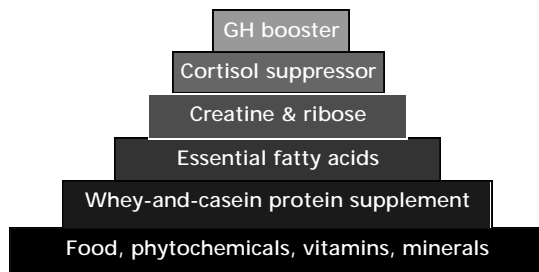 GH booster
Cortisol suppressor
Creatine & ribose
Essential fatty acids
Whey-and-casein protein supplement
Food, phytochemicals, vitamins, minerals